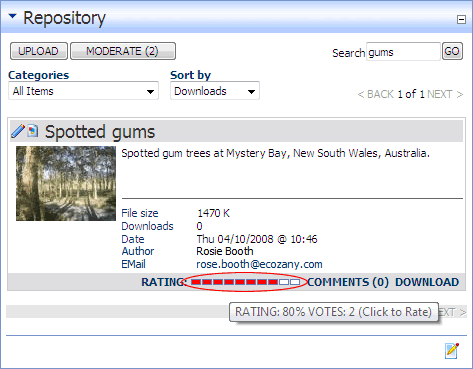 Repository
UPLOAD MODERATE (2) Search gums GO
Categories Sort by
All Items Downloads < BACK 1 of 1 NEXT >
Spotted gums
Spotted gum trees at Mystery Bay, New South Wales, Australia.
File size 1470 K
Downloads 0
Date Thu 04/10/2008 @ 10:46
Author Rosie Booth
EMail rose.booth@ecozany.com
RATING: COMMENTS (0) DOWNLOAD
RATING: 80% VOTES: 2 (Click to Rate) >